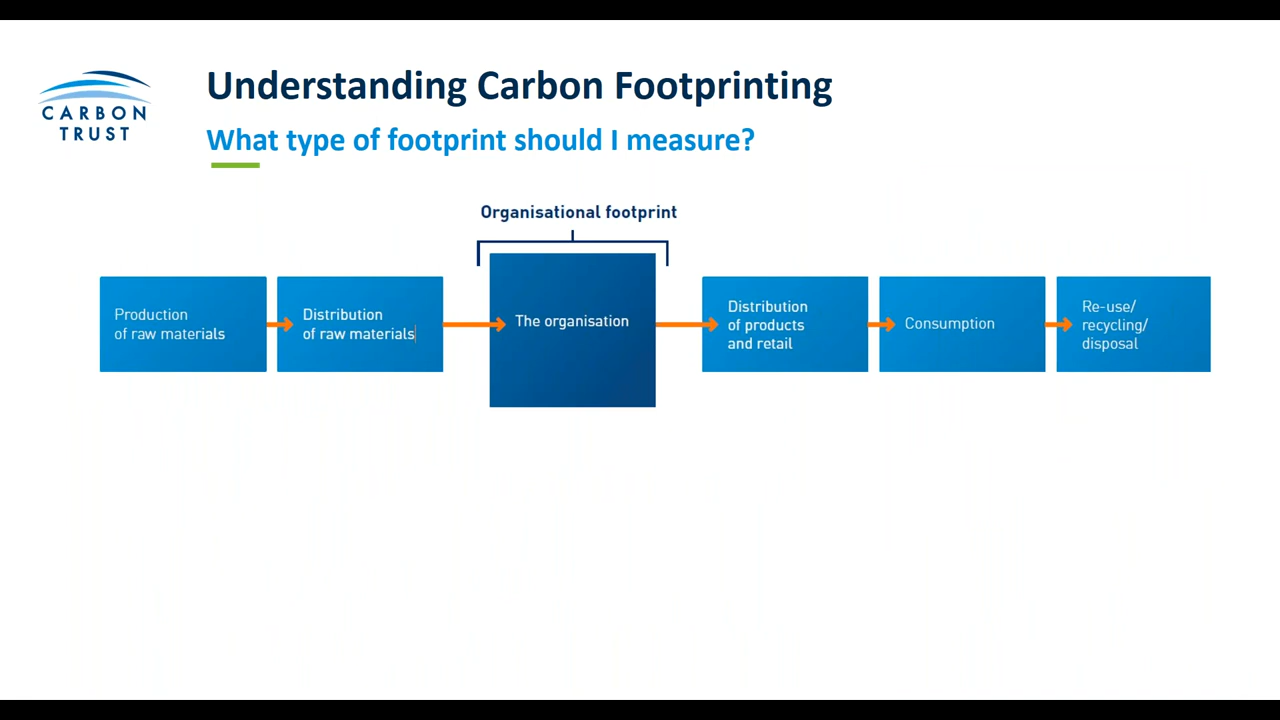 CARBON
TRUST
Understanding Carbon Footprinting
What type of footprint should I measure?
Organisational footprint
Production
of raw materials
Distribution
of raw materials
The organisation
Distribution
of products
and retail
Consumption
Re-use/
recycling/
disposal